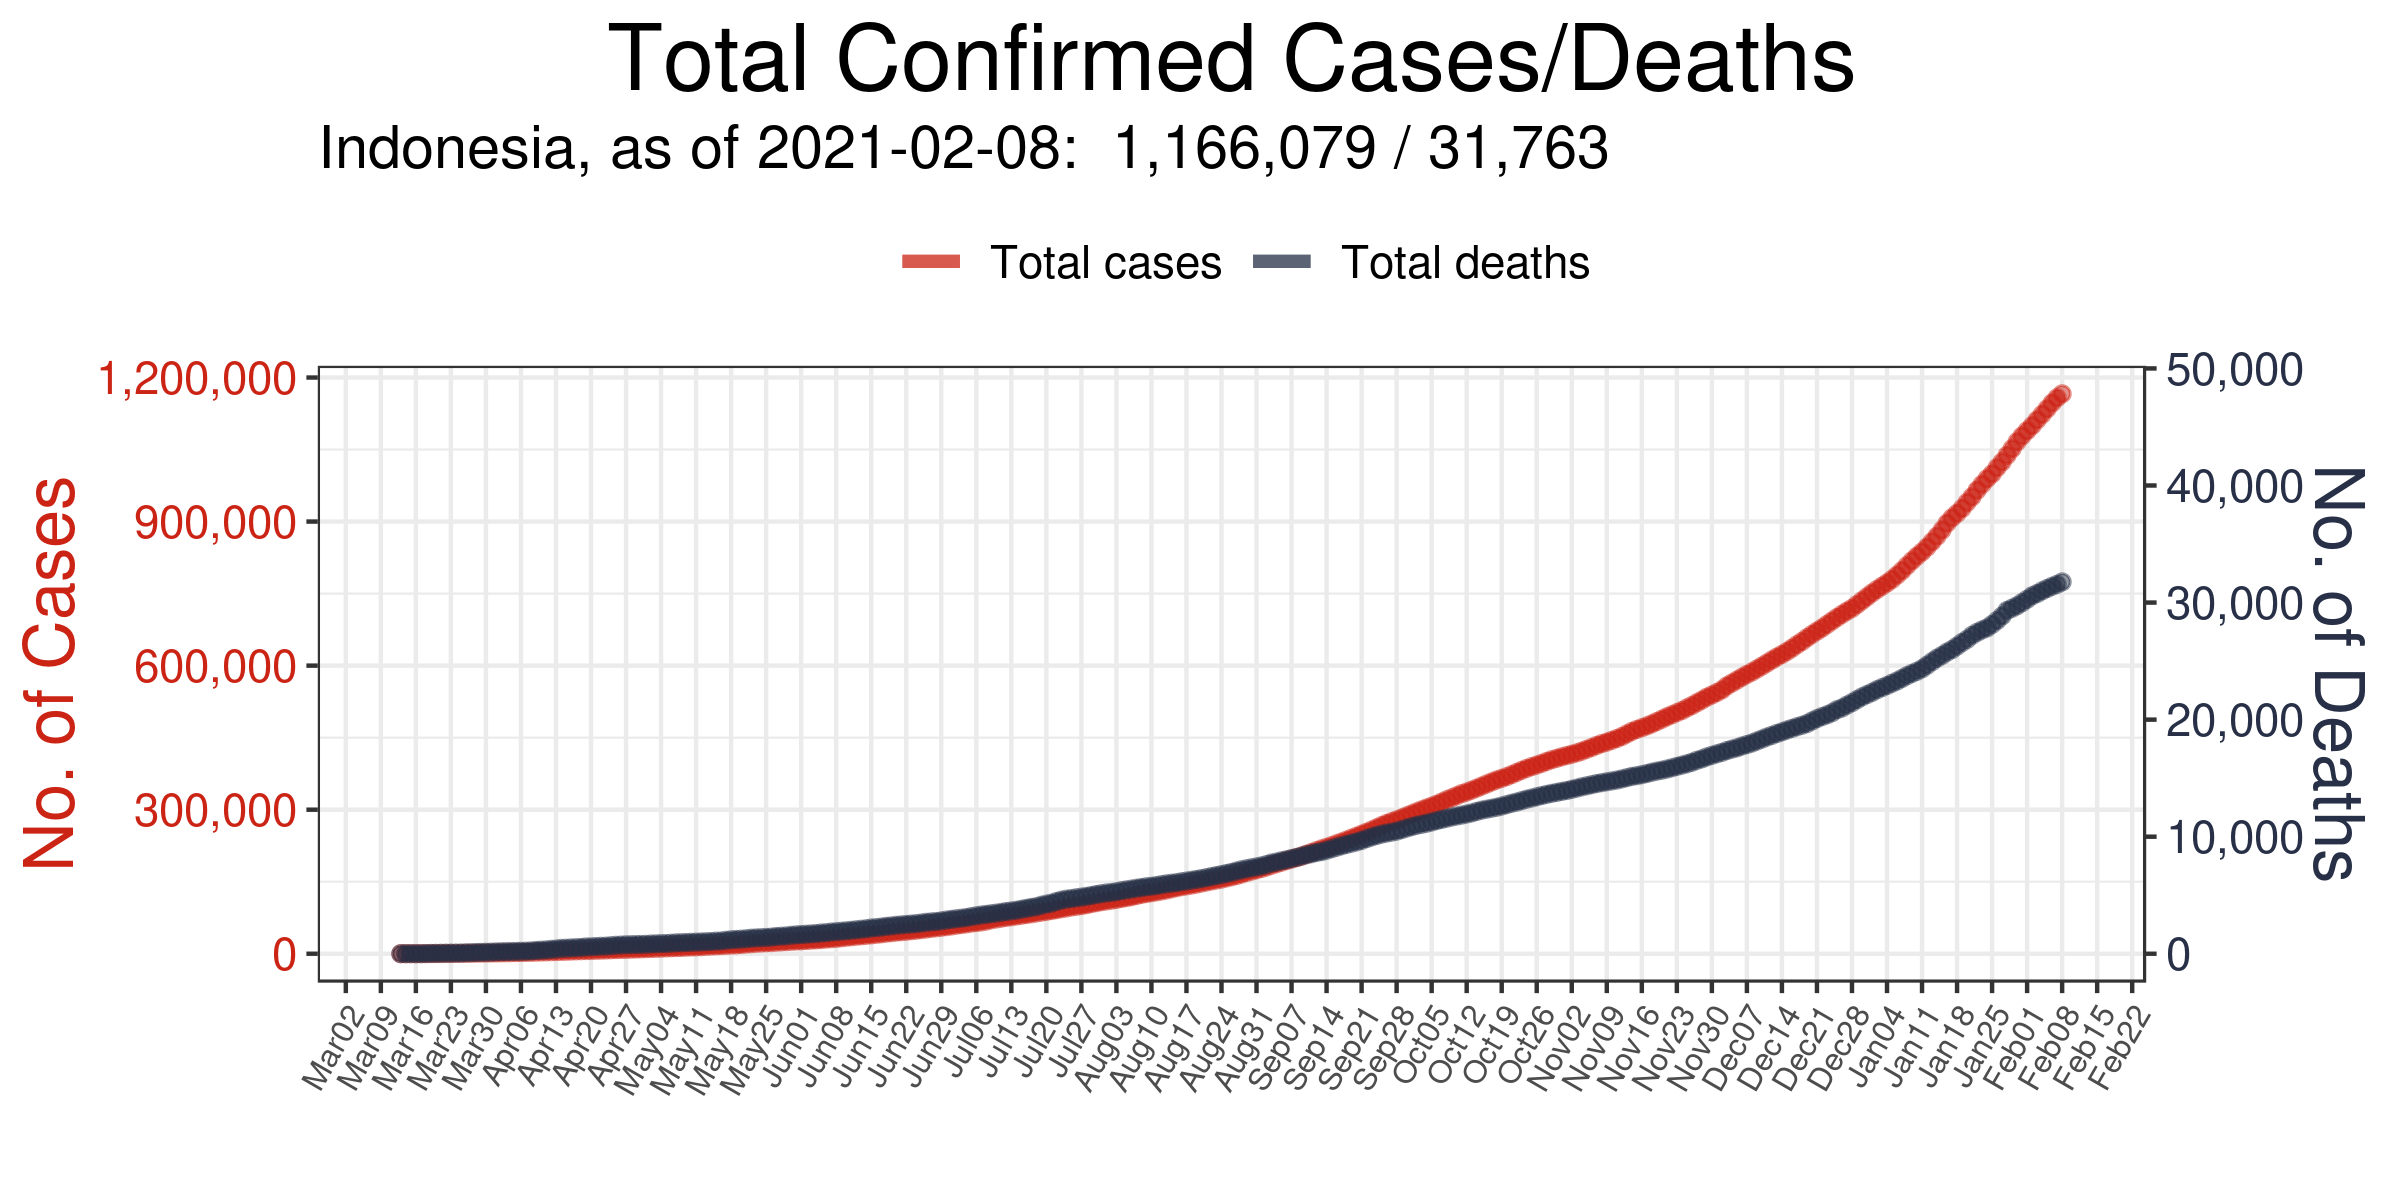 Total Confirmed Cases/Deaths
Indonesia, as of 2021-02-08: 1,166,079 / 31,763
Total cases
Total deaths
No. of Cases
1,200,000
900,000
600,000
300,000
0
50,000
40,000
30,000
20,000
10,000
0
No. of Deaths
Mar02
Mar09
Mar16
Mar23
Mar30
Apr06
Apr13
Apr20
Apr27
May04
May11
May18
May25
Jun01
Jun08
Jun15
Jun22
Jun29
Jul06
Jul13
Jul20
Jul27
Aug03
Aug10
Aug17
Aug24
Aug31
Sep07
Sep14
Sep21
Sep28
Oct05
Oct12
Oct19
Oct26
Nov02
Nov09
Nov16
Nov23
Nov30
Dec07
Dec14
Dec21
Dec28
Jan04
Jan11
Jan18
Jan25
Feb01
Feb08
Feb15
Feb22